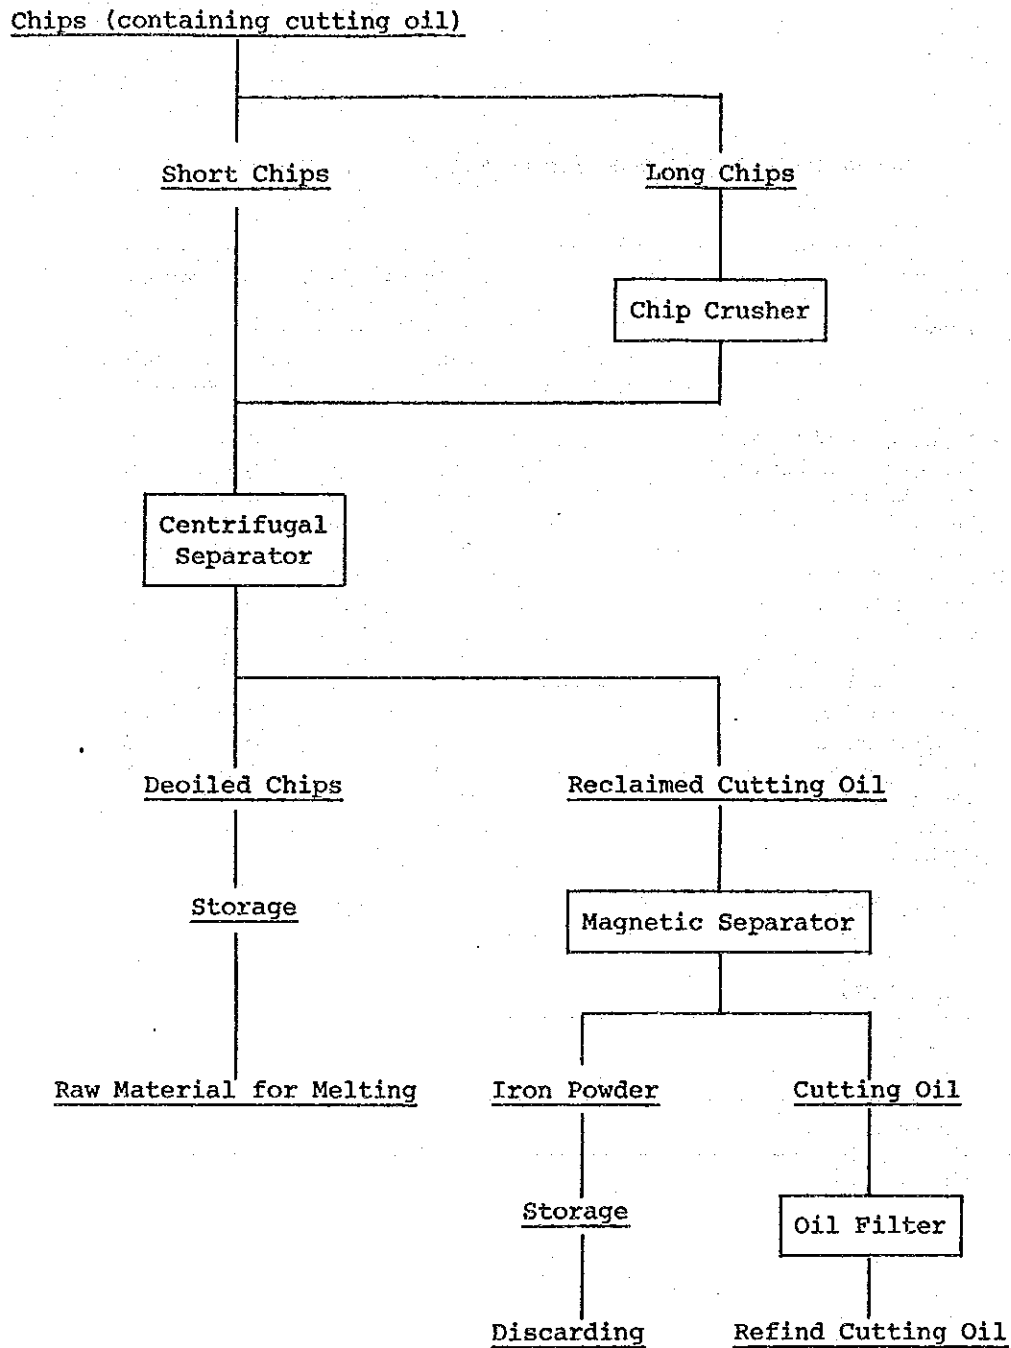 Chips (containing cutting oil)
Short Chips
Long Chips
Chip Crusher
Centrifugal
Separator
Deoiled Chips
Reclaimed Cutting Oil
Storage
Magnetic Separator
Raw Material for Melting
Iron Powder
Cutting Oil
Storage
Oil Filter
Discarding
Refind Cutting Oil